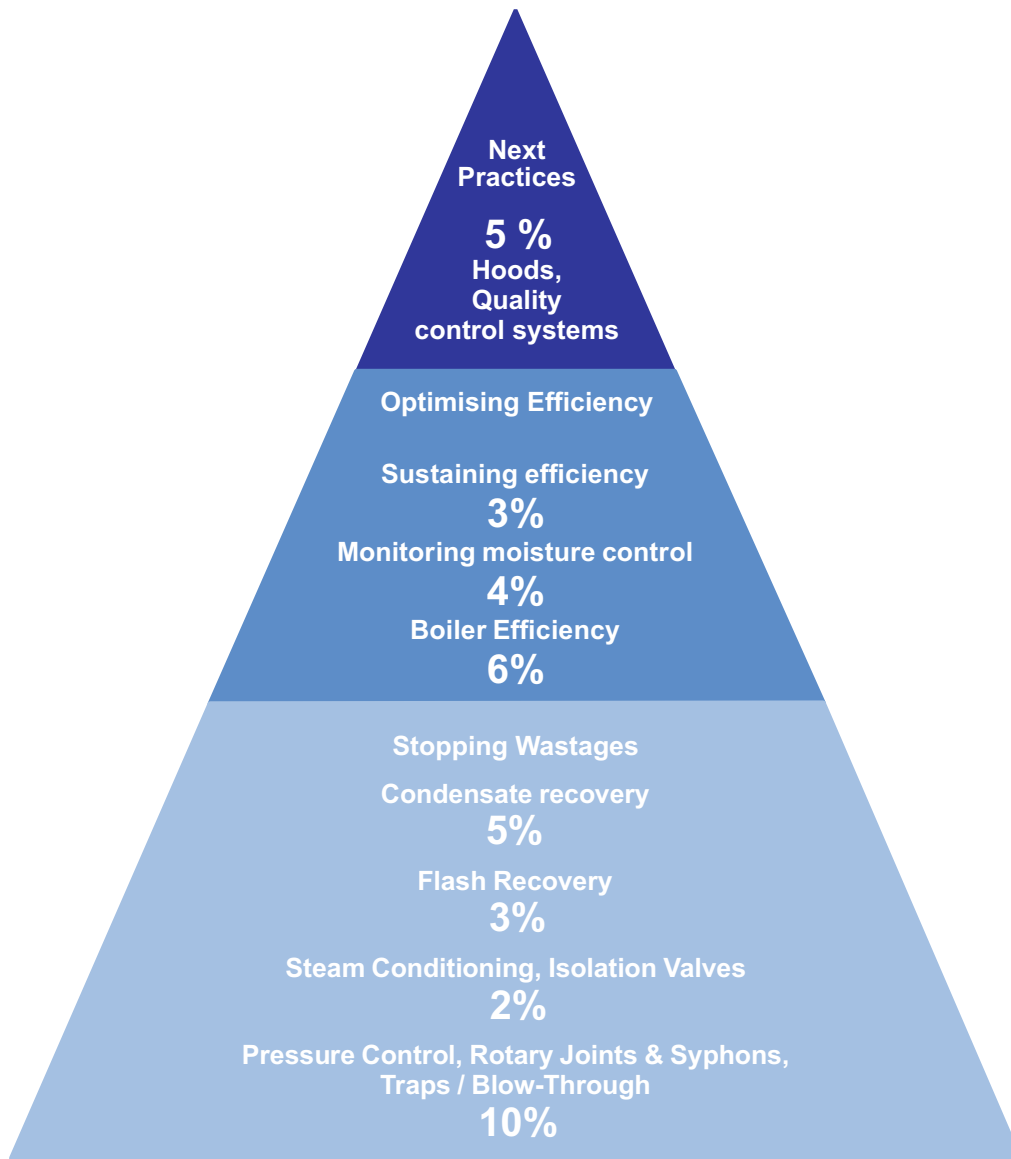 Next
Practices
5 %
Hoods,
Quality
control systems
Optimising Efficiency
Sustaining efficiency
3%
Monitoring moisture control
4%
Boiler Efficiency
6%
Stopping Wastages
Condensate recovery
5%
Flash Recovery
3%
Steam Conditioning, Isolation Valves
2%
Pressure Control, Rotary Joints & Syphons,
Traps / Blow-Through
10%